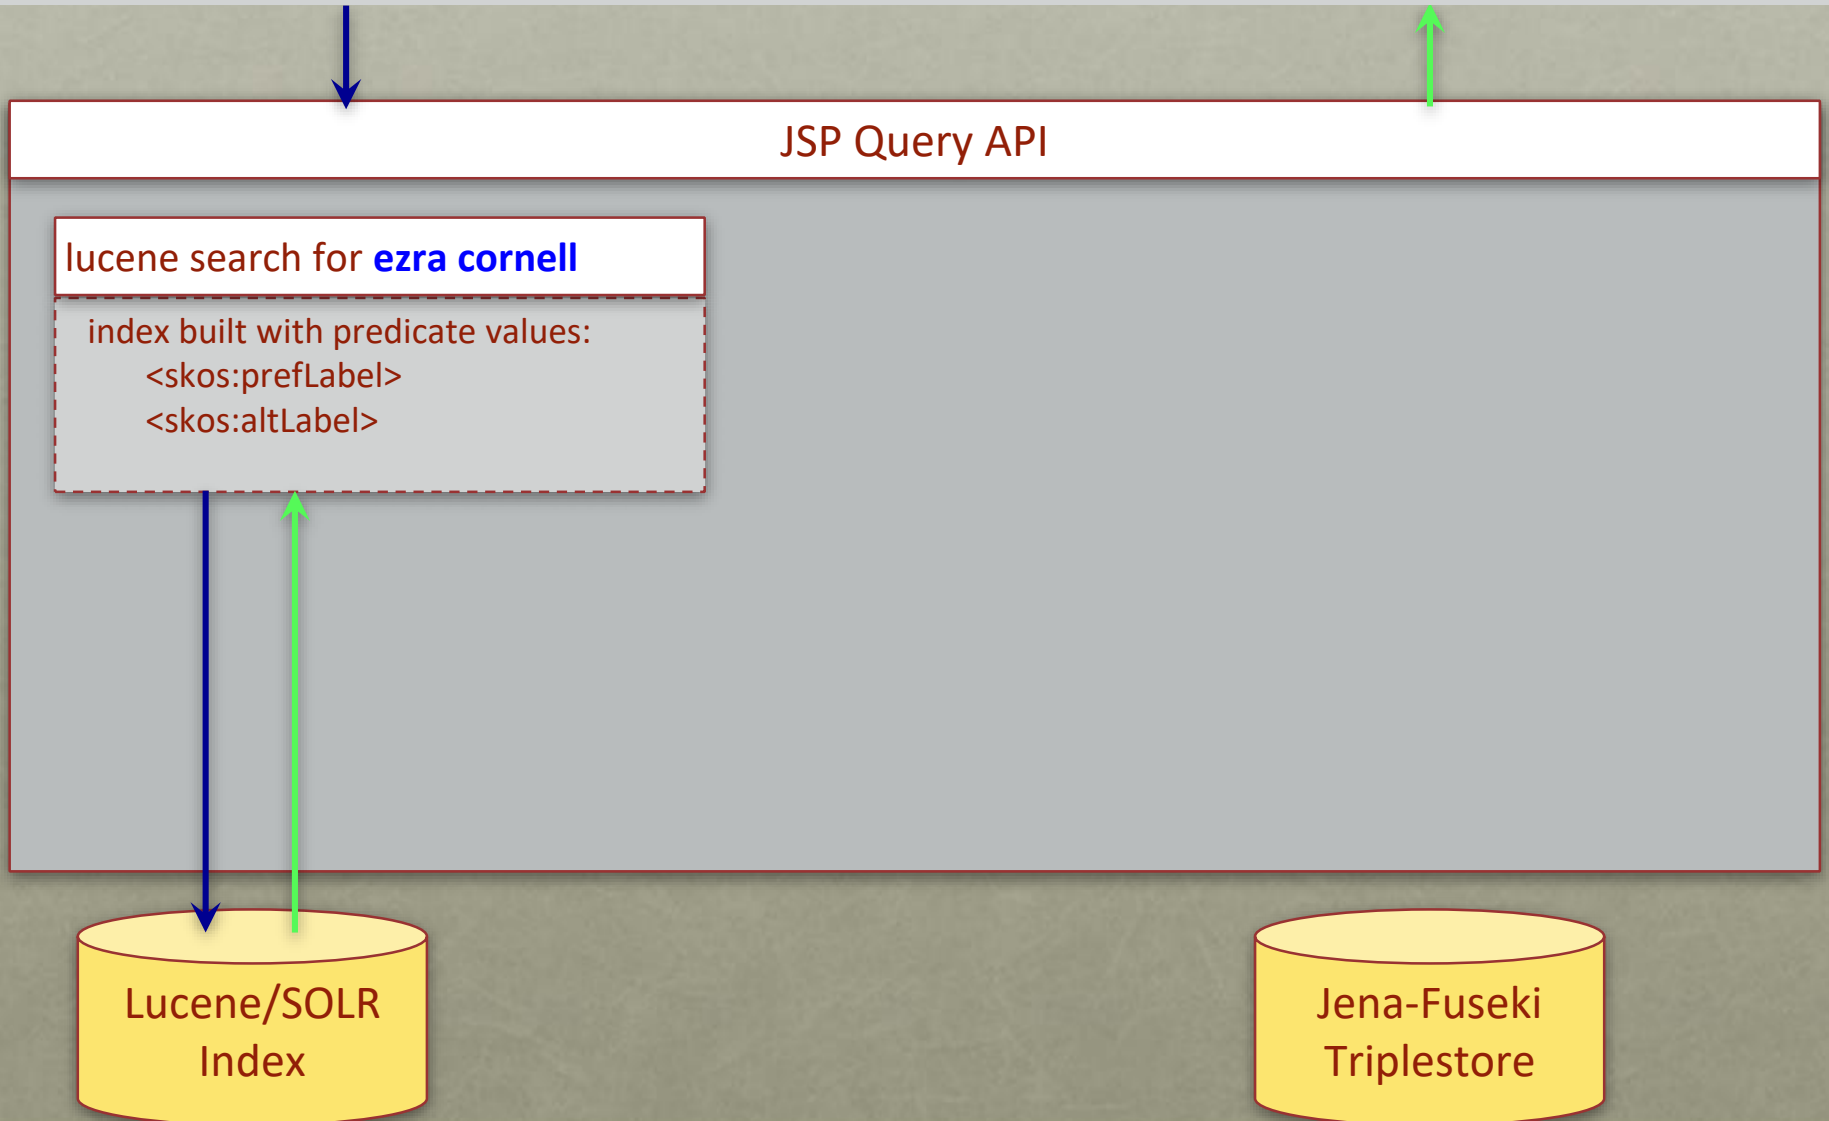 JSP Query API
lucene search for ezra cornell
index built with predicate values:
<skos:prefLabel>
<skos:altLabel>
Lucene/SOLR
Index
Jena-Fuseki
Triplestore